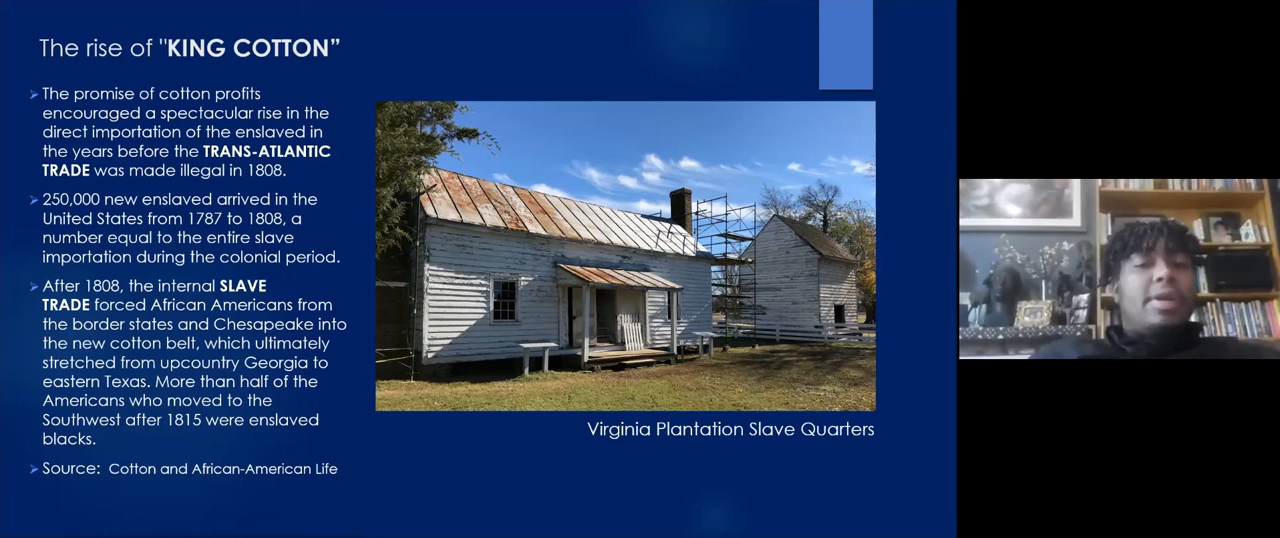 The rise of "KING COTTON”
The promise of cotton profits
encouraged a spectacular rise in the
direct importation of the enslaved in
the years before the TRANS-ATLANTIC
TRADE was made illegal in 1808.
250,000 new enslaved arrived in the
United States from 1787 to 1808, a
number equal to the entire slave
importation during the colonial period.
After 1808, the internal SLAVE
TRADE forced African Americans from
the border states and Chesapeake into
the new cotton belt, which ultimately
stretched from upcountry Georgia to
eastern Texas. More than half of the
Americans who moved to the
Southwest after 1815 were enslaved
blacks.
Source: Cotton and African-American Life
Virginia Plantation Slave Quarters